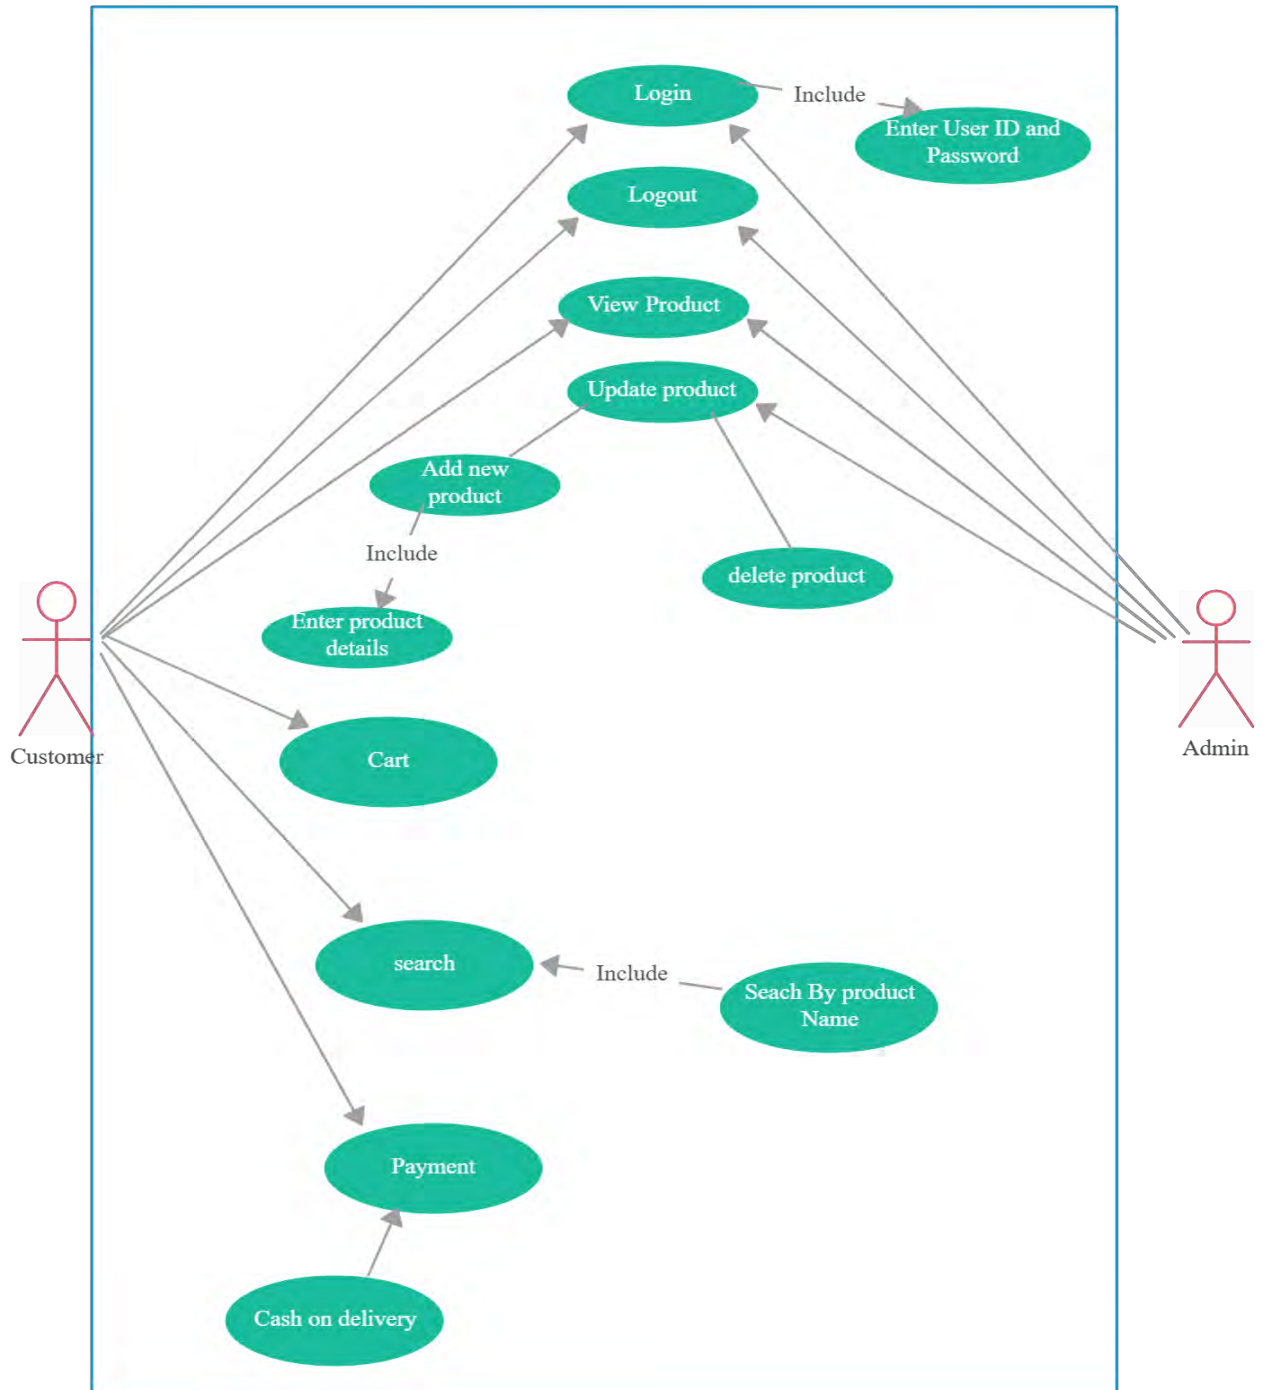 Login
Include
Enter User ID and
Password
Logout
View Product
Update product
Add new
product
Include
delete product
Enter product
details
Customer
Admin
Cart
search
Include
Seach By product
Name
Payment
Cash on delivery